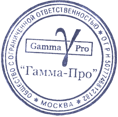 ОБЩЕСТВО С ОГРАНИЧЕННОЙ ОТВЕТСТВЕННОСТЬЮ
Gamma Pro
γ
"Гамма-Про"
* МОСКВА *